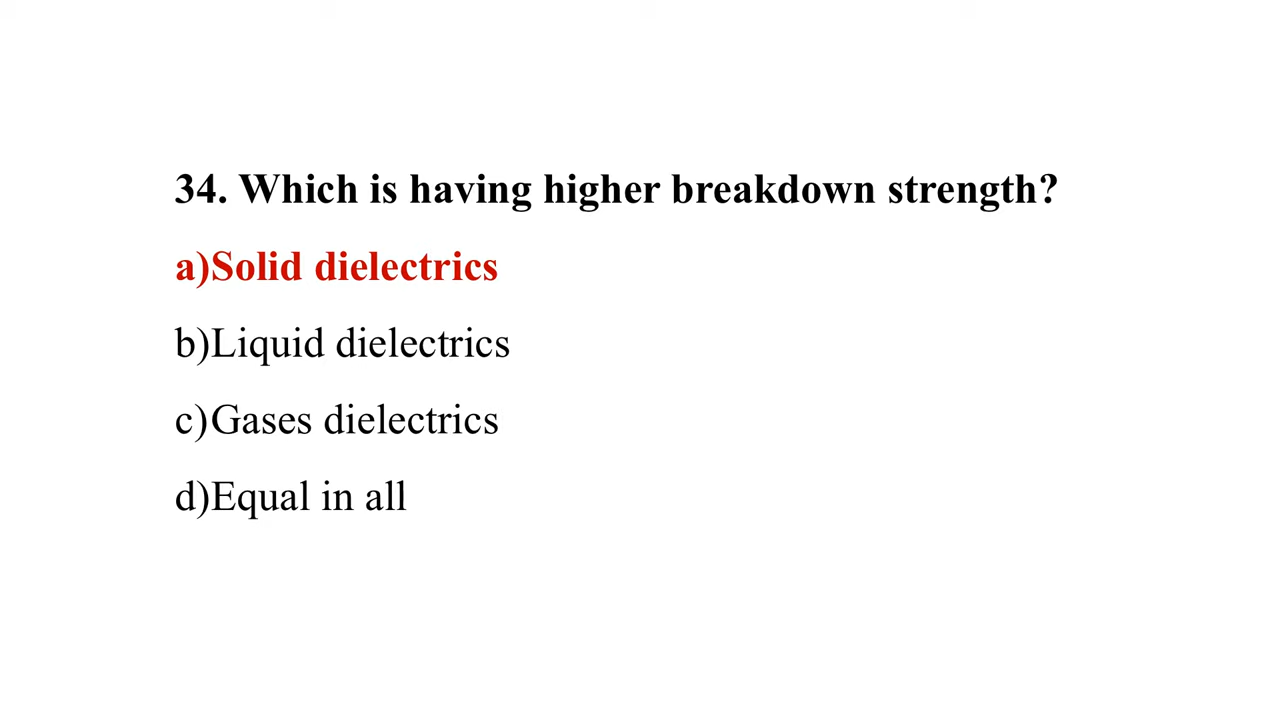 34. Which is having higher breakdown strength?
a)Solid dielectrics
b)Liquid dielectrics
c)Gases dielectrics
d)Equal in all